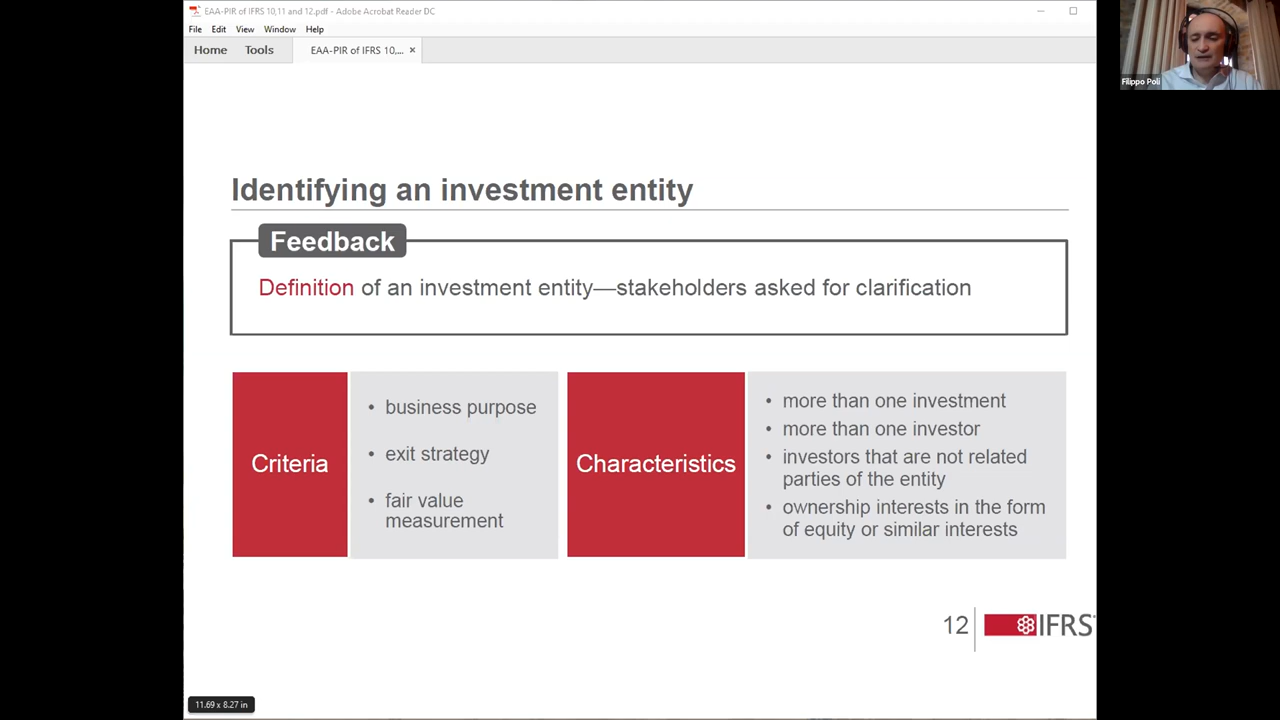 EAA-PIR of IFRS 10,11 and 12.pdf - Adobe Acrobat Reader DC
File Edit View Window Help
Home Tools EAA-PIR of IFRS 10,... ×
Filippo Poli
Identifying an investment entity
Feedback
Definition of an investment entity—stakeholders asked for clarification
Criteria
• business purpose
• exit strategy
• fair value
measurement
Characteristics
• more than one investment
• more than one investor
• investors that are not related
parties of the entity
• ownership interests in the form
of equity or similar interests
12
IFRS
11.69 x 8.27 in